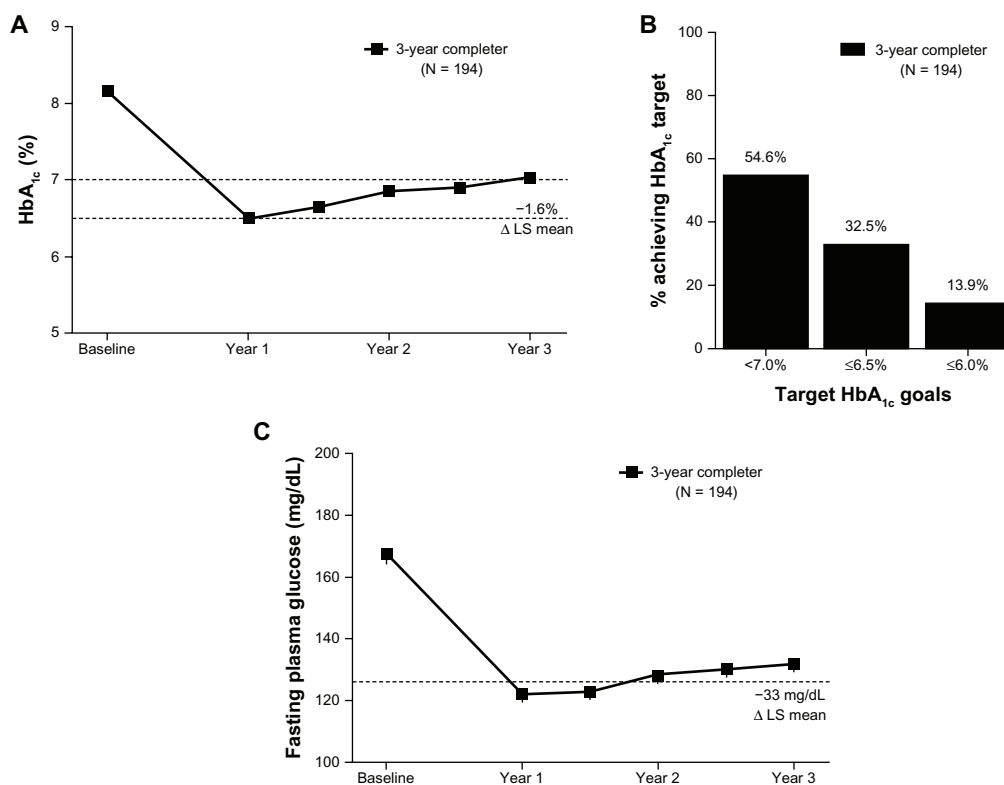 A
HbA1c (%)
9
8
7
6
5
3-year completer
(N = 194)
−1.6%
Δ LS mean
Baseline
Year 1
Year 2
Year 3
B
% achieving HbA1c target
100
80
60
40
20
0
3-year completer
(N = 194)
54.6%
32.5%
13.9%
<7.0%
≤6.5%
≤6.0%
Target HbA1c goals
C
Fasting plasma glucose (mg/dL)
200
180
160
140
120
100
3-year completer
(N = 194)
−33 mg/dL
Δ LS mean
Baseline
Year 1
Year 2
Year 3